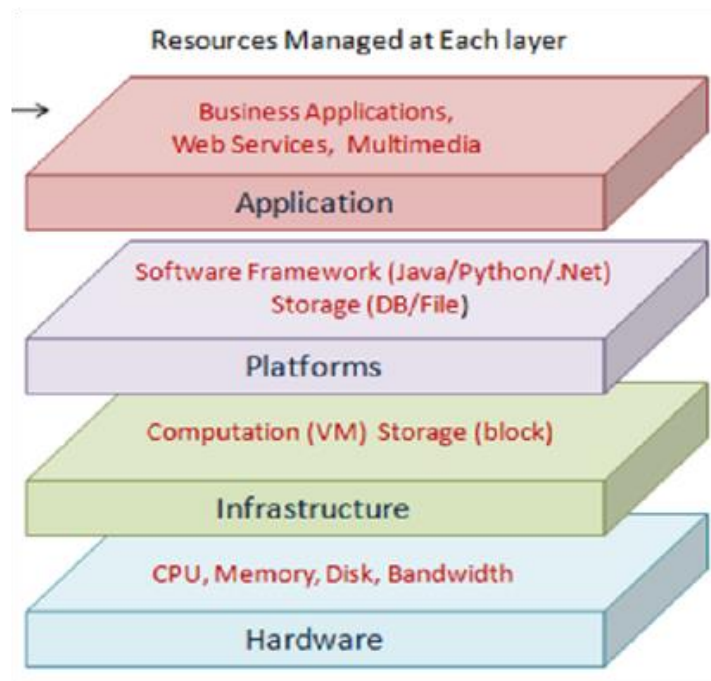 Resources Managed at Each layer
Business Applications,
Web Services, Multimedia
Application
Software Framework (Java/Python/.Net)
Storage (DB/File)
Platforms
Computation (VM) Storage (block)
Infrastructure
CPU, Memory, Disk, Bandwidth
Hardware